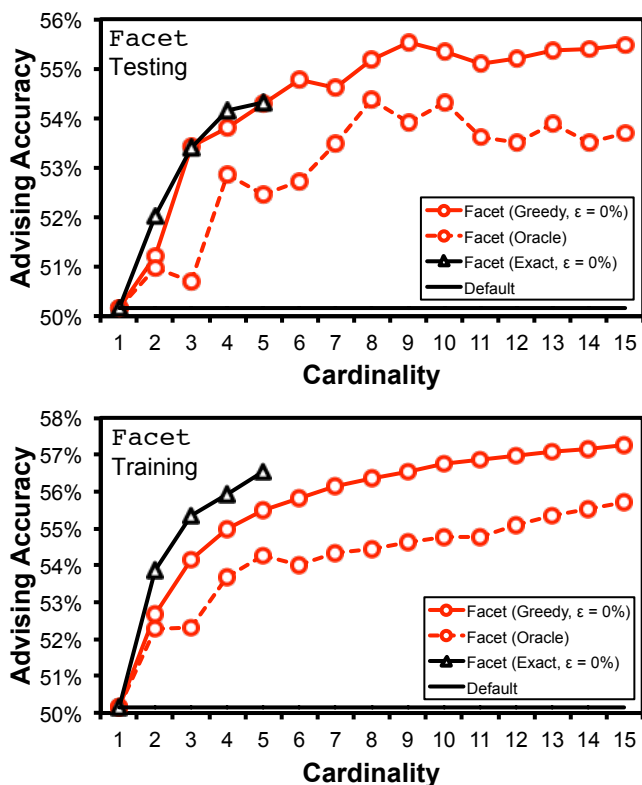 Facet
Testing
Advising Accuracy
56%
55%
54%
53%
52%
51%
50%
Facet (Greedy, ε = 0%)
Facet (Oracle)
Facet (Exact, ε = 0%)
Default
1 2 3 4 5 6 7 8 9 10 11 12 13 14 15
Cardinality
Facet
Training
Advising Accuracy
58%
57%
56%
55%
54%
53%
52%
51%
50%
Facet (Greedy, ε = 0%)
Facet (Oracle)
Facet (Exact, ε = 0%)
Default
1 2 3 4 5 6 7 8 9 10 11 12 13 14 15
Cardinality